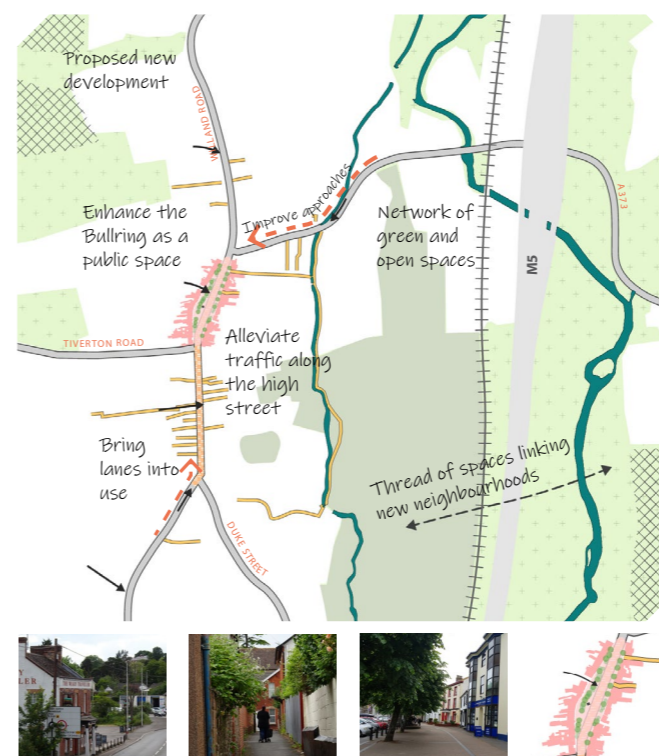 Proposed new
development
WILLAND ROAD
Improve approaches
Enhance the
Bullring as a
public space
Network of
green and
open spaces
A373
M5
TIVERTON ROAD
Alleviate
traffic along
the high
street
Bring
lanes into
use
Thread of spaces linking
new neighbourhoods
DUKE STREET